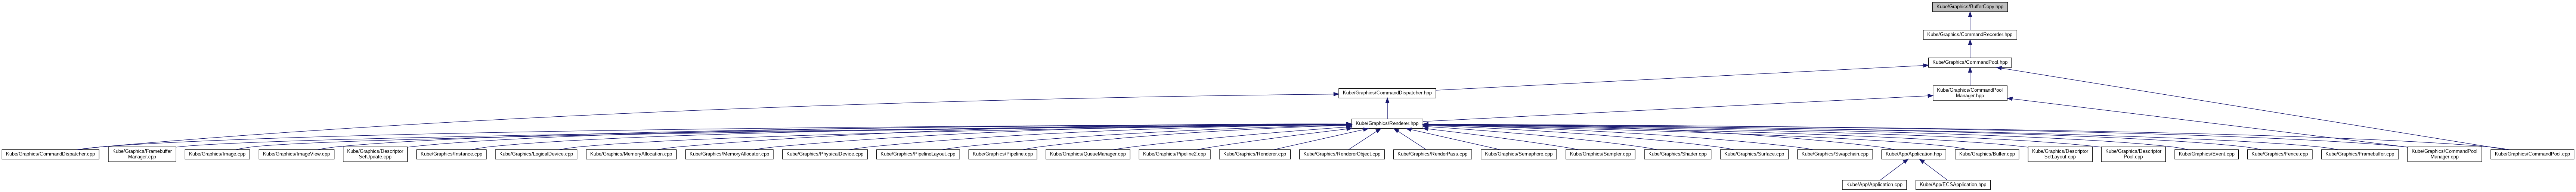 Kube/Graphics/BufferCopy.hpp
Kube/Graphics/CommandRecorder.hpp
Kube/Graphics/CommandPool.hpp
Kube/Graphics/CommandDispatcher.hpp
Kube/Graphics/CommandPool
Manager.hpp
Kube/Graphics/Renderer.hpp
Kube/Graphics/CommandDispatcher.cpp
Kube/Graphics/Framebuffer
Manager.cpp
Kube/Graphics/Image.cpp
Kube/Graphics/ImageView.cpp
Kube/Graphics/Descriptor
SetUpdate.cpp
Kube/Graphics/Instance.cpp
Kube/Graphics/LogicalDevice.cpp
Kube/Graphics/MemoryAllocation.cpp
Kube/Graphics/MemoryAllocator.cpp
Kube/Graphics/PhysicalDevice.cpp
Kube/Graphics/PipelineLayout.cpp
Kube/Graphics/Pipeline.cpp
Kube/Graphics/QueueManager.cpp
Kube/Graphics/Pipeline2.cpp
Kube/Graphics/Renderer.cpp
Kube/Graphics/RendererObject.cpp
Kube/Graphics/RenderPass.cpp
Kube/Graphics/Semaphore.cpp
Kube/Graphics/Sampler.cpp
Kube/Graphics/Shader.cpp
Kube/Graphics/Surface.cpp
Kube/Graphics/Swapchain.cpp
Kube/App/Application.hpp
Kube/Graphics/Buffer.cpp
Kube/Graphics/Descriptor
SetLayout.cpp
Kube/Graphics/Descriptor
Pool.cpp
Kube/Graphics/Event.cpp
Kube/Graphics/Fence.cpp
Kube/Graphics/Framebuffer.cpp
Kube/Graphics/CommandPool
Manager.cpp
Kube/Graphics/CommandPool.cpp
Kube/App/Application.cpp
Kube/App/ECSApplication.hpp